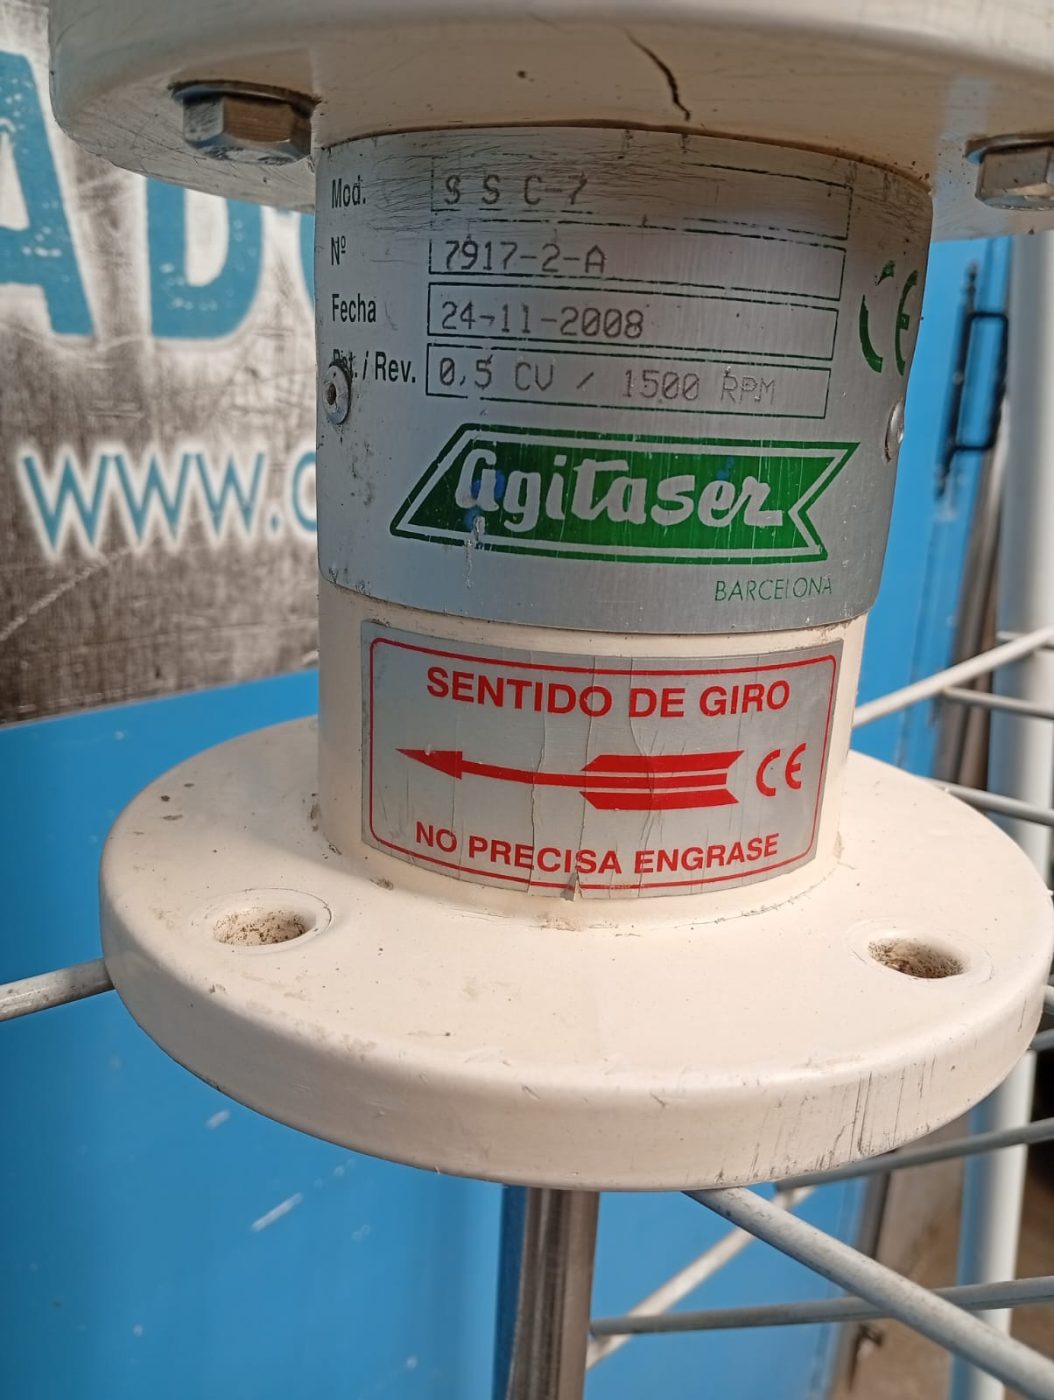 Mod. S S C-7
Nº 7917-2-A
Fecha 24-11-2008
Pot. / Rev. 0,5 CV / 1500 RPM
CE
agitaser
BARCELONA
SENTIDO DE GIRO
CE
NO PRECISA ENGRASE
www.